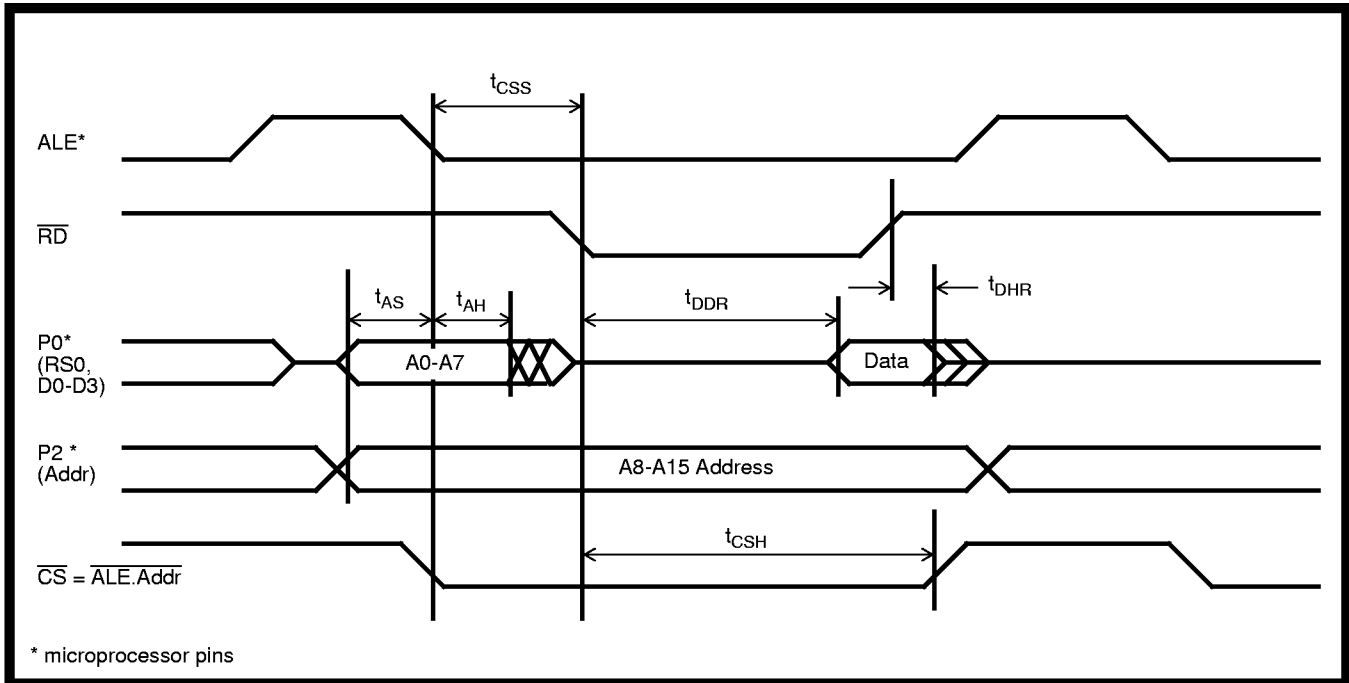 tCSS
ALE*
RD
tAS
tAH
tDDR
tDHR
P0*
(RS0,
D0-D3)
A0-A7
Data
P2 *
(Addr)
A8-A15 Address
tCSH
CS = ALE.Addr
* microprocessor pins